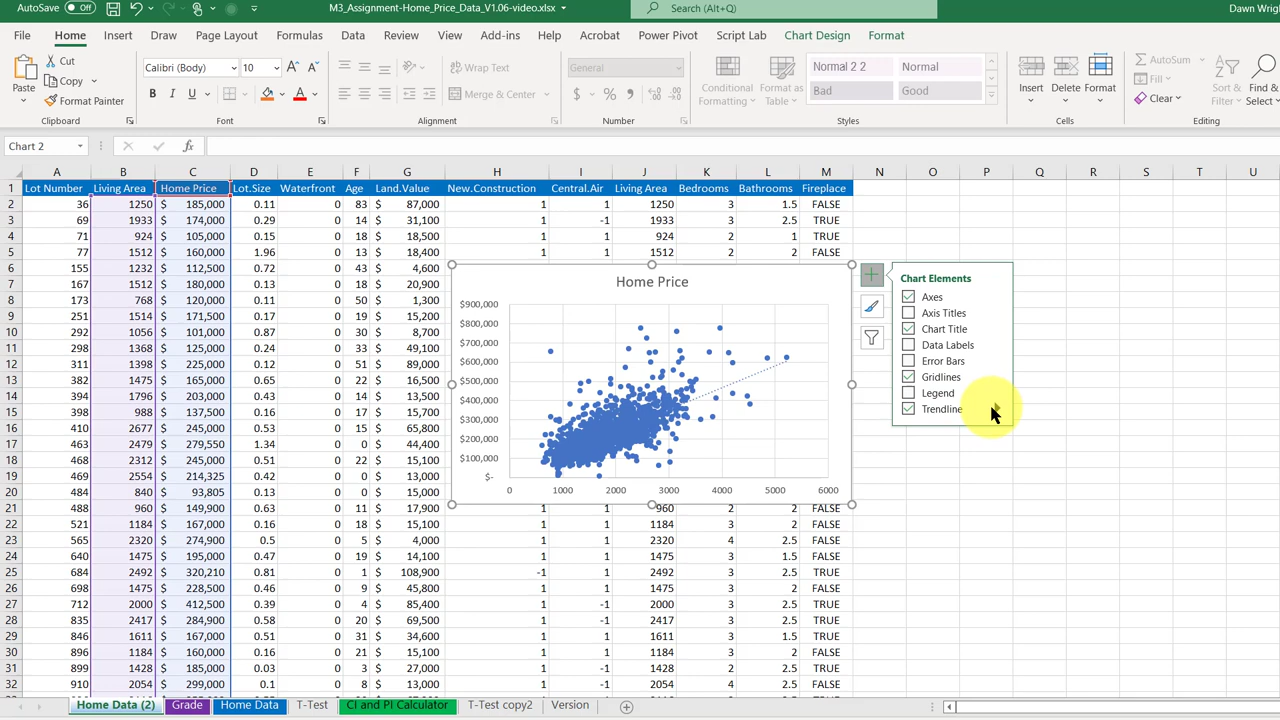 AutoSave Off M3_Assignment-Home_Price_Data_V1.06-video.xlsx Search (Alt+Q) Dawn Wrigh
File Home Insert Draw Page Layout Formulas Data Review View Add-ins Help Acrobat Power Pivot Script Lab Chart Design Format
Paste Cut Copy Format Painter Calibri (Body) 10 B I U Wrap Text Merge & Center General Conditional Formatting Format as Table Normal 2 2 Normal Bad Good Insert Delete Format AutoSum Fill Clear Sort & Filter Find & Select
Clipboard Font Alignment Number Styles Cells Editing
Chart 2 fx
A B C D E F G H I J K L M N O P Q R S T U
1 Lot Number Living Area Home Price Lot.Size Waterfront Age Land.Value New.Construction Central.Air Living Area Bedrooms Bathrooms Fireplace
2 36 1250 $ 185,000 0.11 0 83 $ 87,000 1 1 1250 3 1.5 FALSE
3 69 1933 $ 174,000 0.29 0 14 $ 31,100 1 -1 1933 3 2.5 TRUE
4 71 924 $ 105,000 0.15 0 18 $ 18,500 1 1 924 2 1 TRUE
5 77 1512 $ 160,000 1.96 0 13 $ 18,400 1 1 1512 2 2 FALSE
6 155 1232 $ 112,500 0.72 0 43 $ 4,600
7 167 1512 $ 180,000 0.13 0 18 $ 20,900
8 173 768 $ 120,000 0.11 0 50 $ 1,300
9 251 1514 $ 171,500 0.17 0 19 $ 15,200
10 292 1056 $ 101,000 0.87 0 30 $ 8,700
11 298 1368 $ 125,000 0.24 0 33 $ 49,100
12 311 1398 $ 225,000 0.12 0 51 $ 89,000
13 382 1475 $ 165,000 0.65 0 22 $ 16,500
14 394 1796 $ 203,000 0.43 0 14 $ 13,500
15 398 988 $ 137,500 0.16 0 17 $ 15,700
16 410 2677 $ 245,000 0.53 0 15 $ 65,800
17 463 2479 $ 279,550 1.34 0 0 $ 44,400
18 468 2312 $ 245,000 0.51 0 22 $ 15,100
19 469 2554 $ 214,325 0.42 0 0 $ 13,000
20 484 840 $ 93,805 0.13 0 0 $ 15,000
21 488 960 $ 149,900 0.63 0 11 $ 17,900 1 1 960 2 1 FALSE
22 521 1184 $ 167,000 0.16 0 18 $ 15,100 1 1 1184 3 2 FALSE
23 565 2320 $ 274,900 0.5 0 5 $ 4,000 1 1 2320 4 2.5 FALSE
24 640 1475 $ 195,000 0.47 0 19 $ 14,100 1 1 1475 3 1.5 FALSE
25 684 2492 $ 320,210 0.81 0 1 $ 108,900 -1 1 2492 3 2.5 TRUE
26 698 1475 $ 228,500 0.46 0 9 $ 45,800 1 1 1475 3 2 FALSE
27 712 2000 $ 412,500 0.39 0 4 $ 85,400 1 -1 2000 3 2.5 TRUE
28 835 2417 $ 284,900 0.58 0 20 $ 69,500 1 1 2417 3 2.5 TRUE
29 846 1611 $ 167,000 0.51 0 31 $ 34,600 1 1 1611 3 2 TRUE
30 896 1184 $ 160,000 0.16 0 21 $ 15,100 1 1 1184 3 2 FALSE
31 899 1428 $ 185,000 0.03 0 3 $ 27,000 1 -1 1428 2 2.5 TRUE
32 910 2054 $ 299,000 0.1 0 8 $ 13,000 1 -1 2054 4 2.5 FALSE
Home Price
$900,000
$800,000
$700,000
$600,000
$500,000
$400,000
$300,000
$200,000
$100,000
$-
0 1000 2000 3000 4000 5000 6000
Chart Elements
Axes
Axis Titles
Chart Title
Data Labels
Error Bars
Gridlines
Legend
Trendline
Home Data (2) Grade Home Data T-Test CI and PI Calculator T-Test copy2 Version